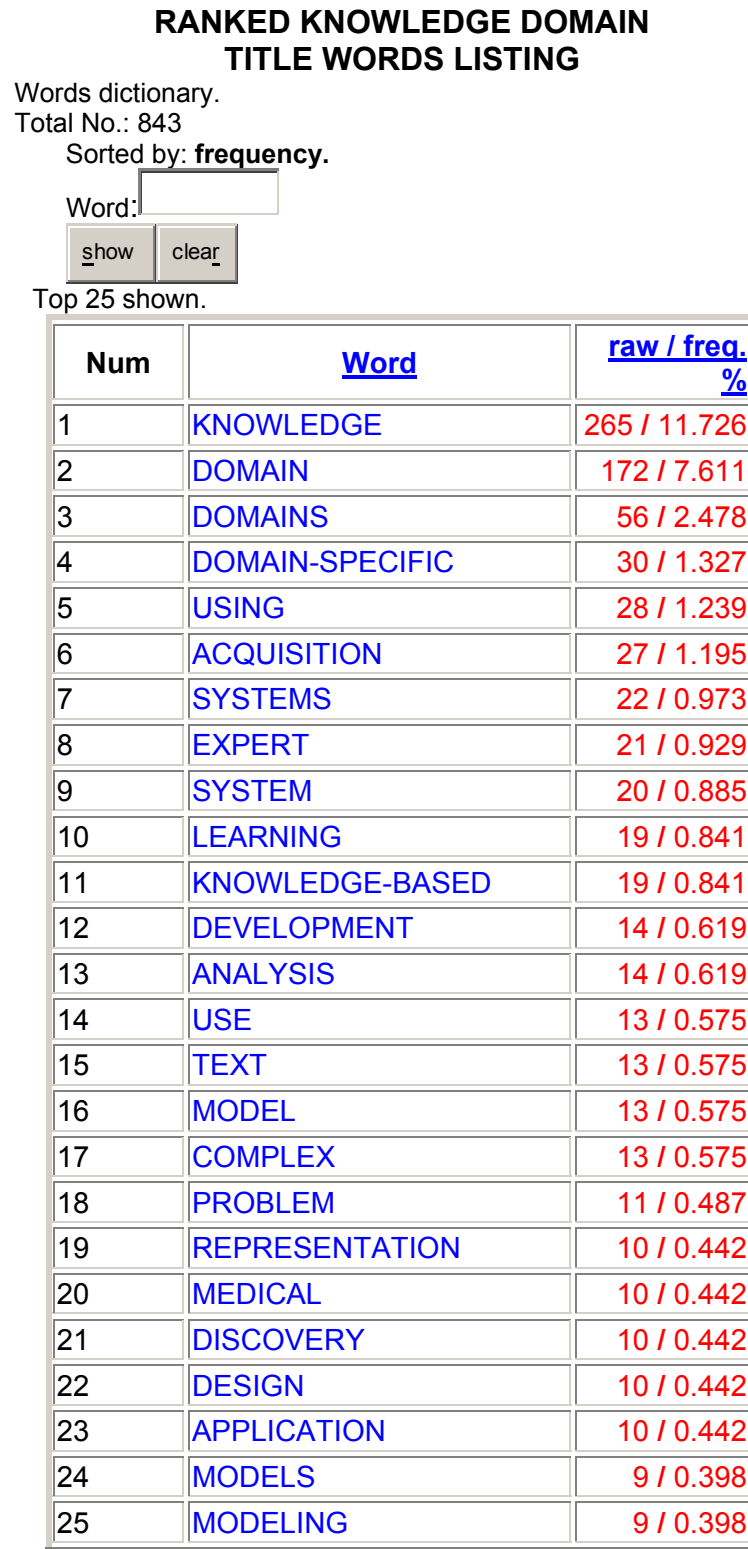 RANKED KNOWLEDGE DOMAIN
TITLE WORDS LISTING
Words dictionary.
Total No.: 843
Sorted by: frequency.
Word:
show clear
Top 25 shown.
Num Word raw / freq. %
1 KNOWLEDGE 265 / 11.726
2 DOMAIN 172 / 7.611
3 DOMAINS 56 / 2.478
4 DOMAIN-SPECIFIC 30 / 1.327
5 USING 28 / 1.239
6 ACQUISITION 27 / 1.195
7 SYSTEMS 22 / 0.973
8 EXPERT 21 / 0.929
9 SYSTEM 20 / 0.885
10 LEARNING 19 / 0.841
11 KNOWLEDGE-BASED 19 / 0.841
12 DEVELOPMENT 14 / 0.619
13 ANALYSIS 14 / 0.619
14 USE 13 / 0.575
15 TEXT 13 / 0.575
16 MODEL 13 / 0.575
17 COMPLEX 13 / 0.575
18 PROBLEM 11 / 0.487
19 REPRESENTATION 10 / 0.442
20 MEDICAL 10 / 0.442
21 DISCOVERY 10 / 0.442
22 DESIGN 10 / 0.442
23 APPLICATION 10 / 0.442
24 MODELS 9 / 0.398
25 MODELING 9 / 0.398